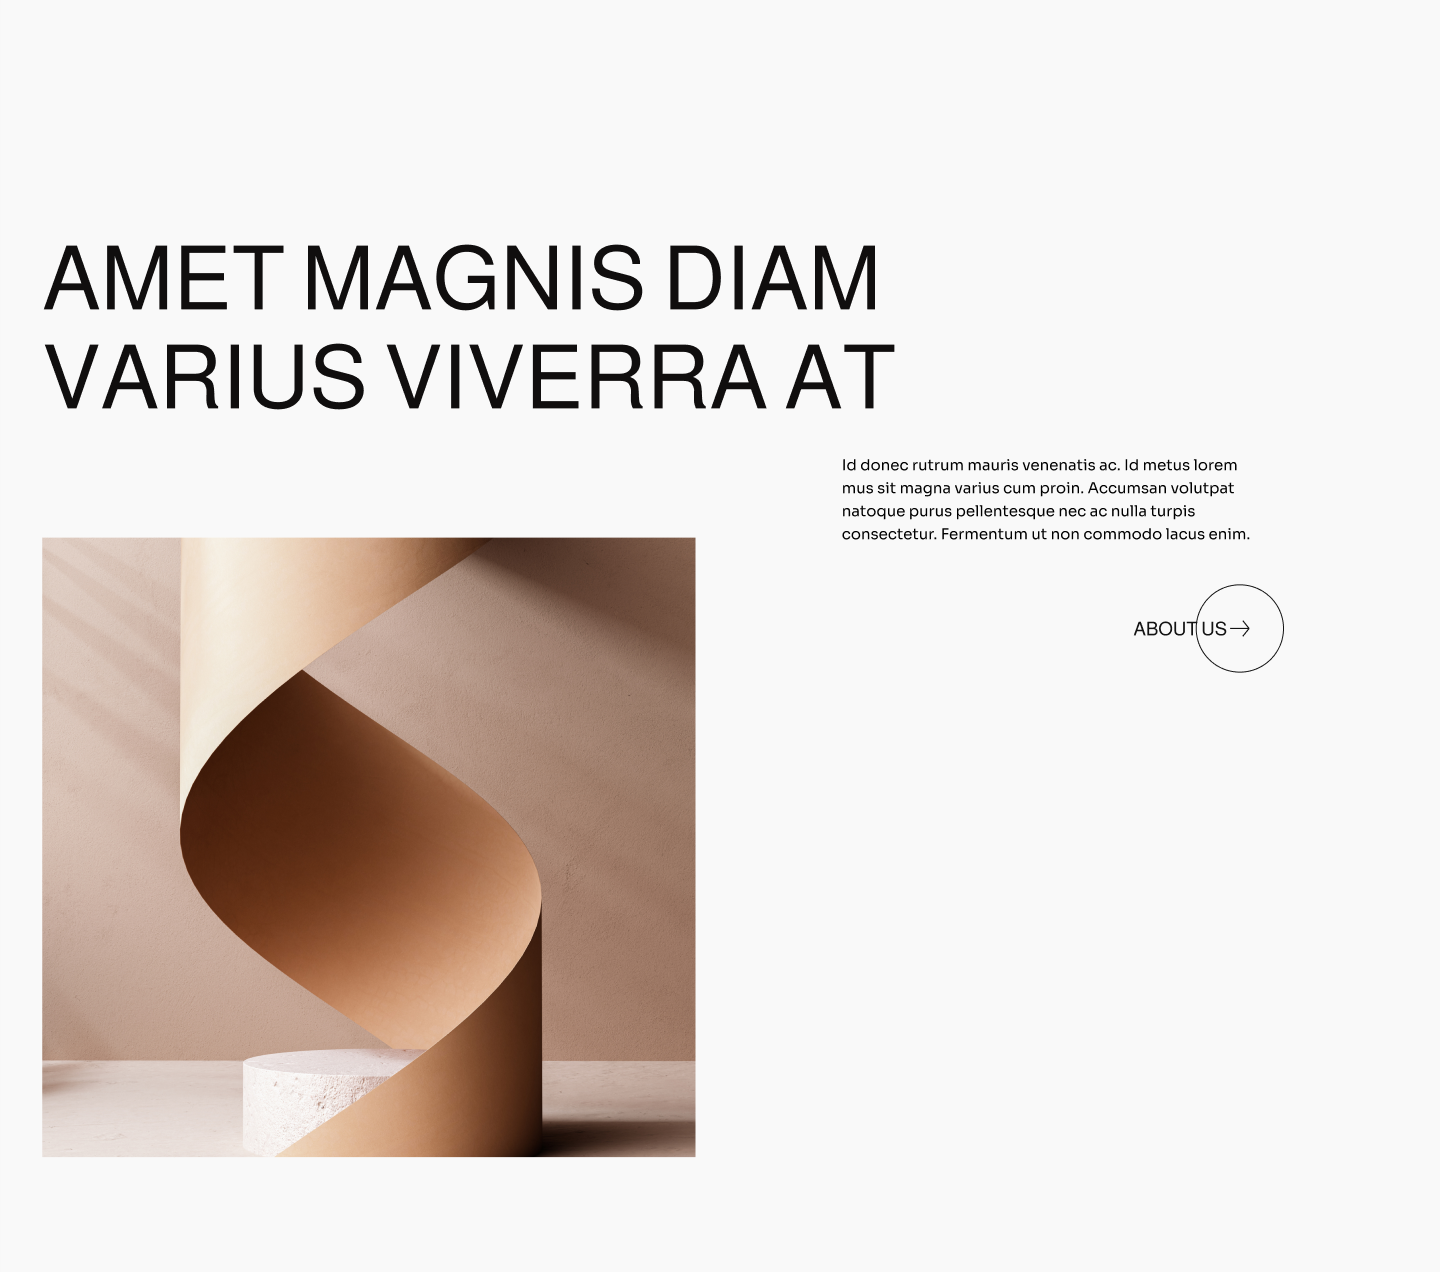 AMET MAGNIS DIAM
VARIUS VIVERRA AT
Id donec rutrum mauris venenatis ac. Id metus lorem
mus sit magna varius cum proin. Accumsan volutpat
natoque purus pellentesque nec ac nulla turpis
consectetur. Fermentum ut non commodo lacus enim.
ABOUT US